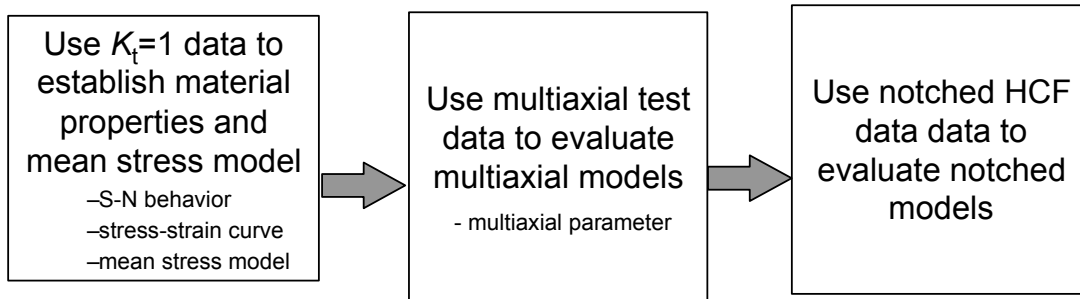 Use Kt=1 data to
establish material
properties and
mean stress model
–S-N behavior
–stress-strain curve
–mean stress model
Use multiaxial test
data to evaluate
multiaxial models
- multiaxial parameter
Use notched HCF
data data to
evaluate notched
models